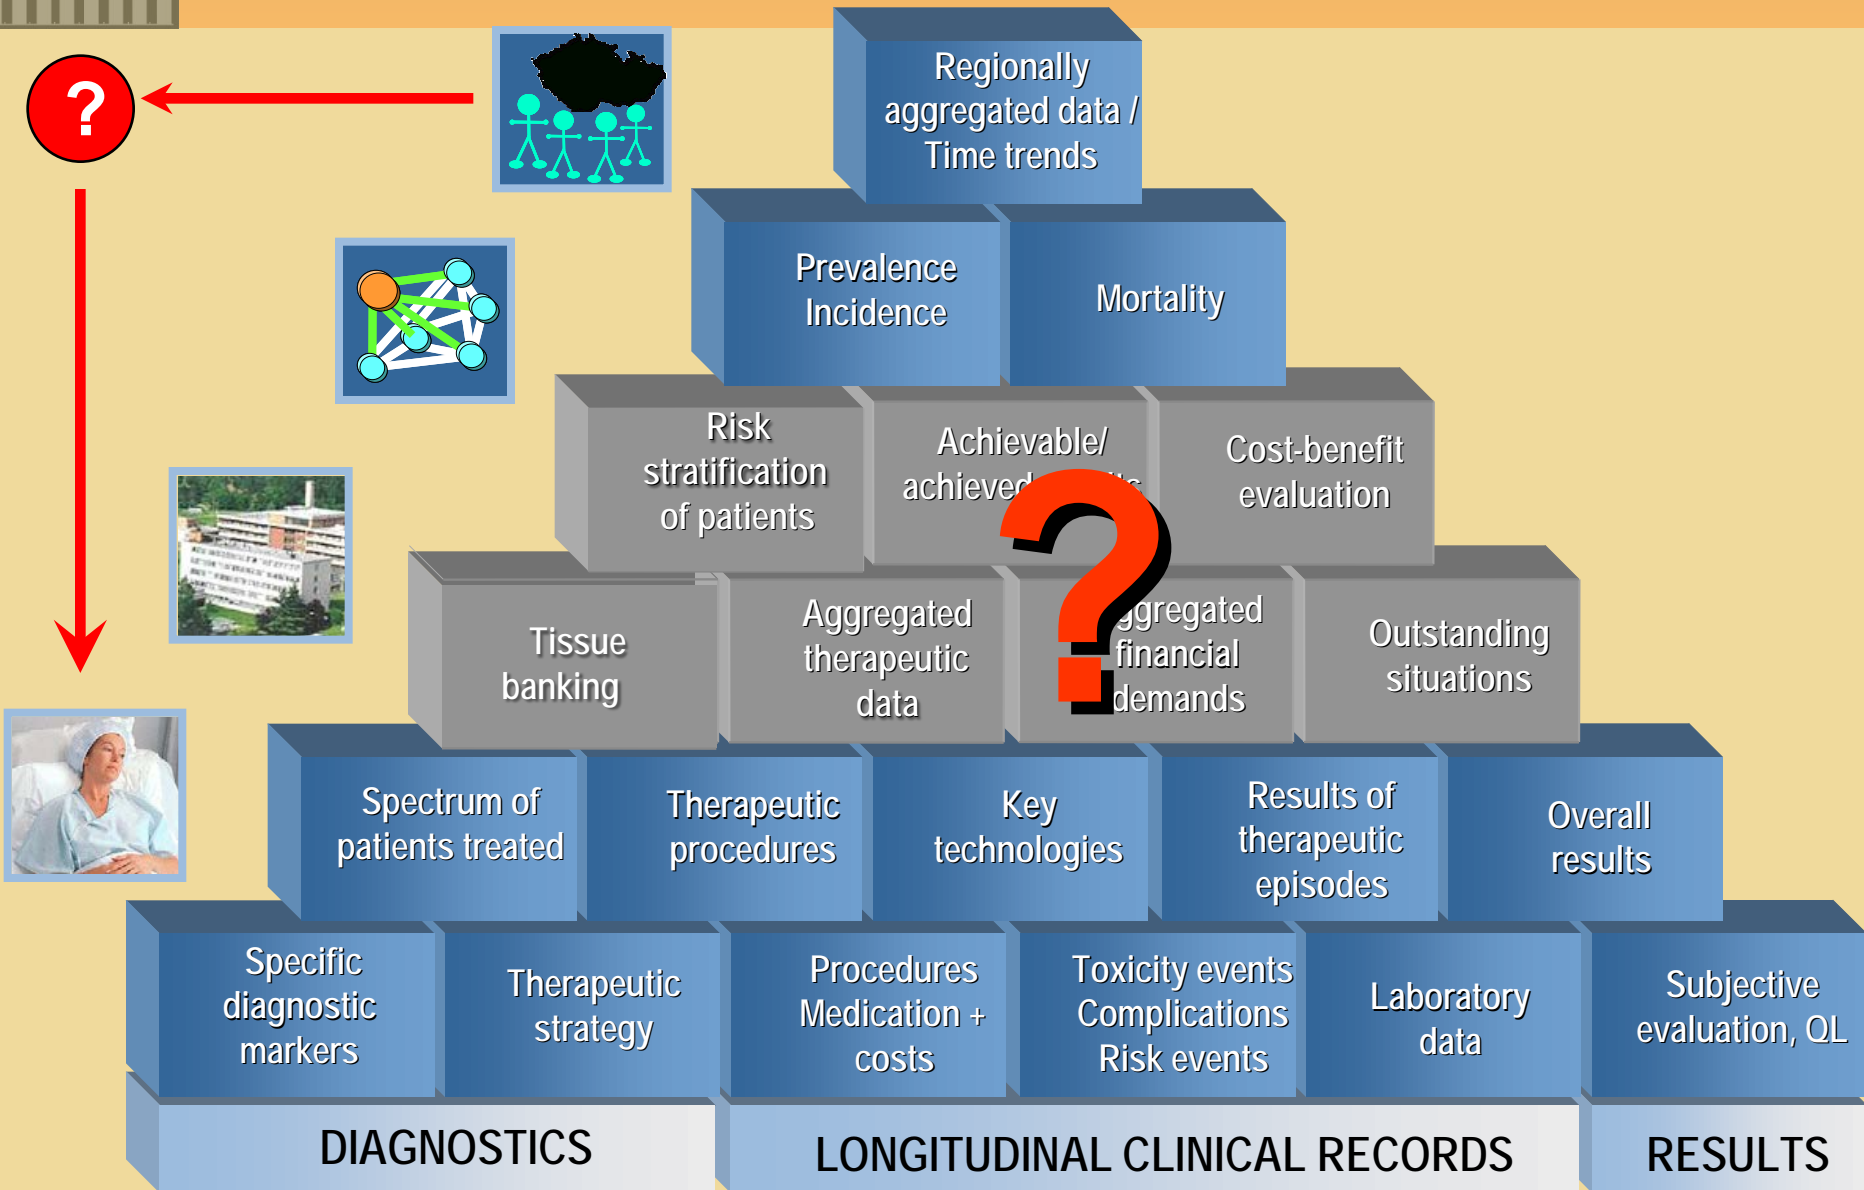 ?
Regionally
aggregated data /
Time trends
Prevalence
Incidence
Mortality
Risk
stratification
of patients
Achievable/
achieved
Cost-benefit
evaluation
?
Tissue
banking
Aggregated
therapeutic
data
financial
demands
Outstanding
situations
Spectrum of
patients treated
Therapeutic
procedures
Key
technologies
Results of
therapeutic
episodes
Overall
results
Specific
diagnostic
markers
Therapeutic
strategy
Procedures
Medication +
costs
Toxicity events
Complications
Risk events
Laboratory
data
Subjective
evaluation, QL
DIAGNOSTICS
LONGITUDINAL CLINICAL RECORDS
RESULTS